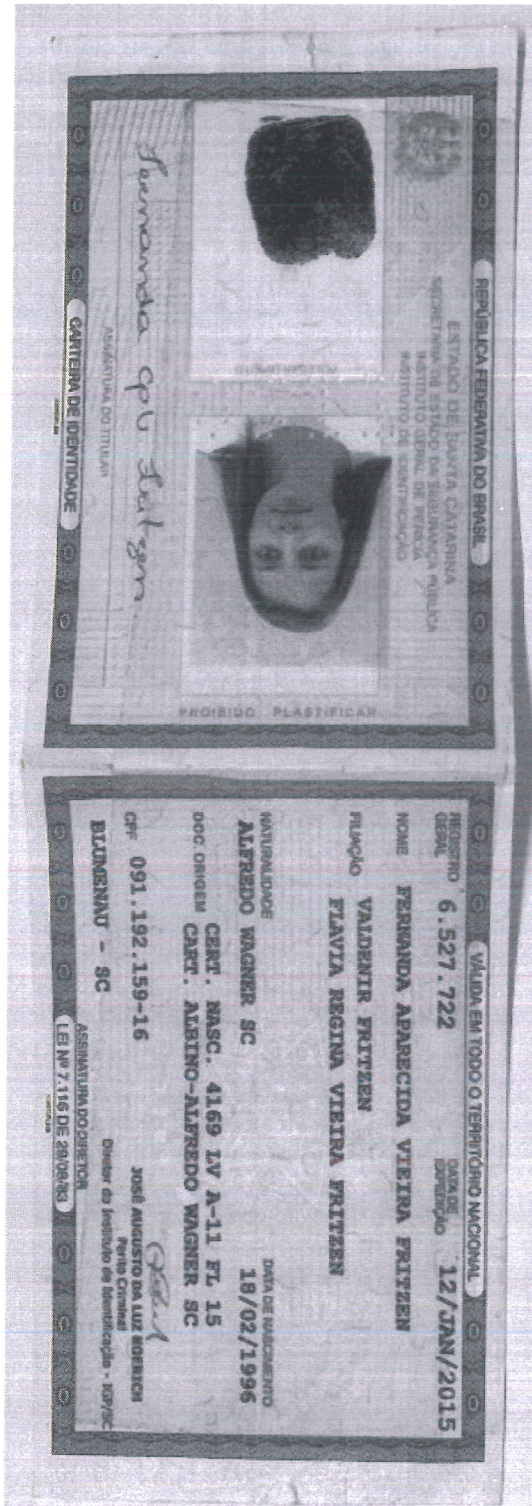 REPÚBLICA FEDERATIVA DO BRASIL
ESTADO DE SANTA CATARINA
SECRETARIA DE ESTADO DA SEGURANÇA PÚBLICA
INSTITUTO GERAL DE PERÍCIA
INSTITUTO DE IDENTIFICAÇÃO
PROIBIDO PLASTIFICAR
ASSINATURA DO TITULAR
CARTEIRA DE IDENTIDADE
VÁLIDA EM TODO O TERRITÓRIO NACIONAL
REGISTRO GERAL 6.527.722 DATA DE EXPEDIÇÃO 12/JAN/2015
NOME FERNANDA APARECIDA VIEIRA FRITZEN
FILIAÇÃO VALDENIR FRITZEN
FLAVIA REGINA VIEIRA FRITZEN
NATURALIDADE DATA DE NASCIMENTO
ALFREDO WAGNER SC 18/02/1996
DOC ORIGEM CERT. NASC. 4169 LV A-11 FL 15
CART. ALBINO-ALFREDO WAGNER SC
CPF 091.192.159-16
BLUMENAU - SC
JOSÉ AUGUSTO DA LUZ
Perito Criminal
Diretor do Instituto de Identificação - IGP/SC
ASSINATURA DO DIRETOR
LEI Nº 7.116 DE 29/08/83